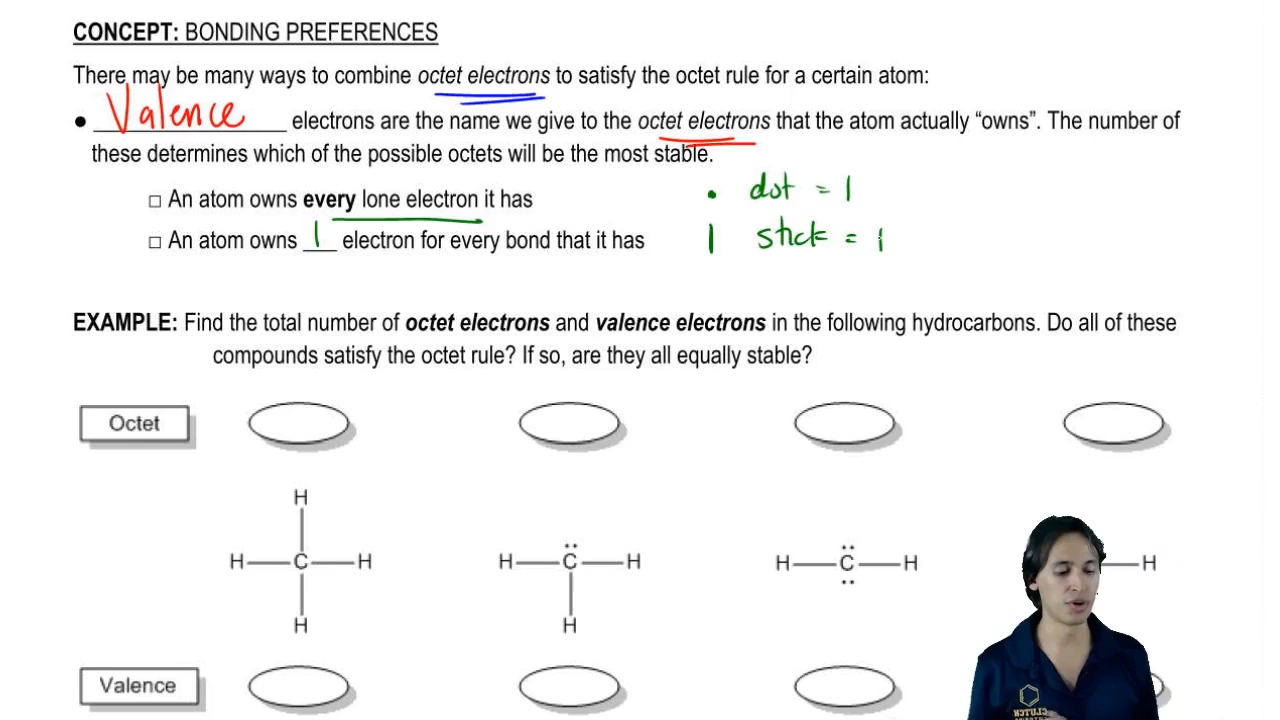 CONCEPT: BONDING PREFERENCES
There may be many ways to combine octet electrons to satisfy the octet rule for a certain atom:
● Valence electrons are the name we give to the octet electrons that the atom actually “owns”. The number of
these determines which of the possible octets will be the most stable.
□ An atom owns every lone electron it has • dot = 1
□ An atom owns 1 electron for every bond that it has | stick = 1
EXAMPLE: Find the total number of octet electrons and valence electrons in the following hydrocarbons. Do all of these
compounds satisfy the octet rule? If so, are they all equally stable?
Octet
H
H C H H C H H C H H
H H
Valence
CLUTCH